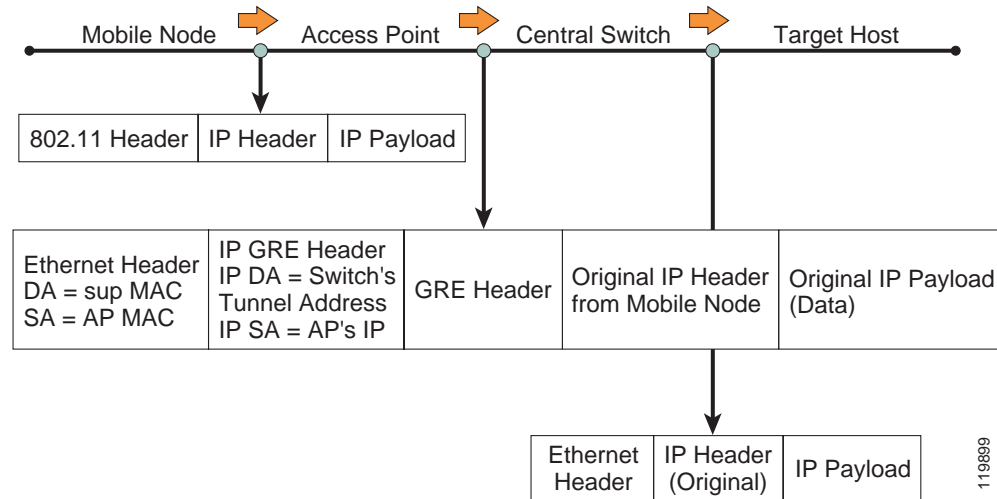 Mobile Node
Access Point
Central Switch
Target Host
802.11 Header
IP Header
IP Payload
Ethernet Header
DA = sup MAC
SA = AP MAC
IP GRE Header
IP DA = Switch's
Tunnel Address
IP SA = AP's IP
GRE Header
Original IP Header
from Mobile Node
Original IP Payload
(Data)
Ethernet
Header
IP Header
(Original)
IP Payload
119899